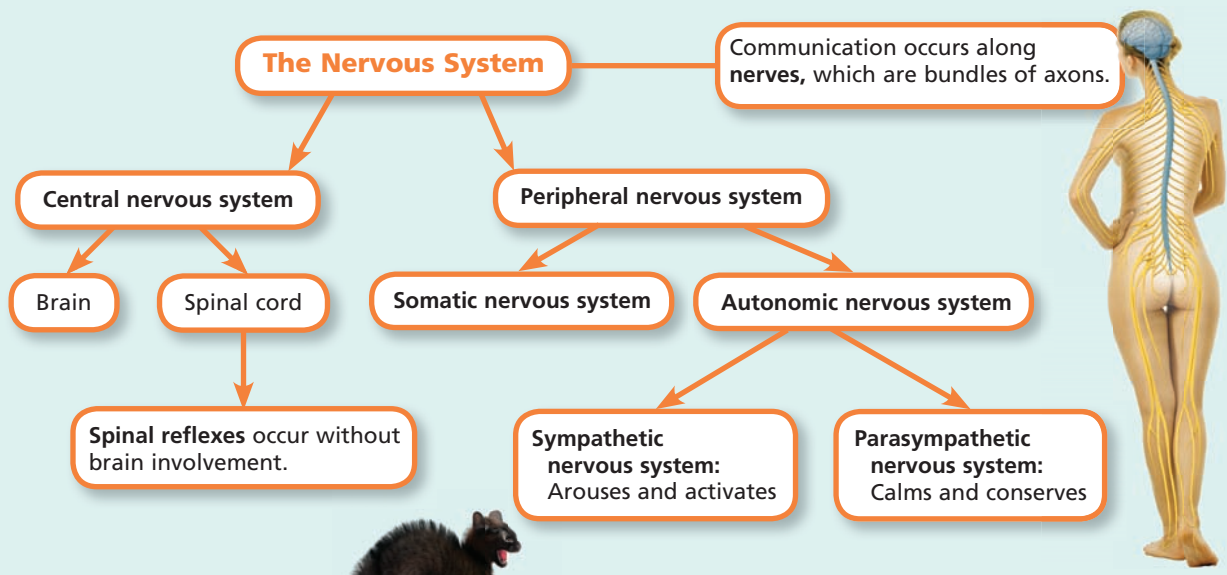 The Nervous System
Communication occurs along
nerves, which are bundles of axons.
Central nervous system
Peripheral nervous system
Brain
Spinal cord
Somatic nervous system
Autonomic nervous system
Spinal reflexes occur without
brain involvement.
Sympathetic
nervous system:
Arouses and activates
Parasympathetic
nervous system:
Calms and conserves